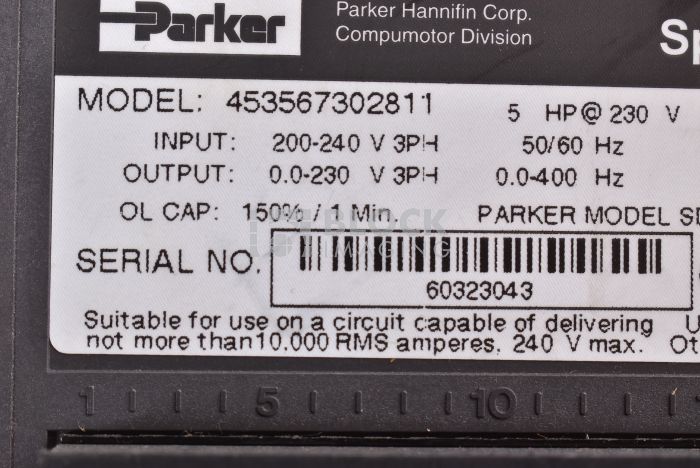 Parker
Parker Hannifin Corp.
Compumotor Division
Sp
MODEL: 453567302811 5 HP@ 230 V
INPUT: 200-240 V 3PH 50/60 Hz
OUTPUT: 0.0-230 V 3PH 0.0-400 Hz
OL CAP: 150% / 1 Min. PARKER MODEL
BLOCK
IMAGING
SERIAL NO.
60323043
Suitable for use on a circuit capable of delivering
not more than10.000 RMS amperes. 240 V max. Ot
1 5 10